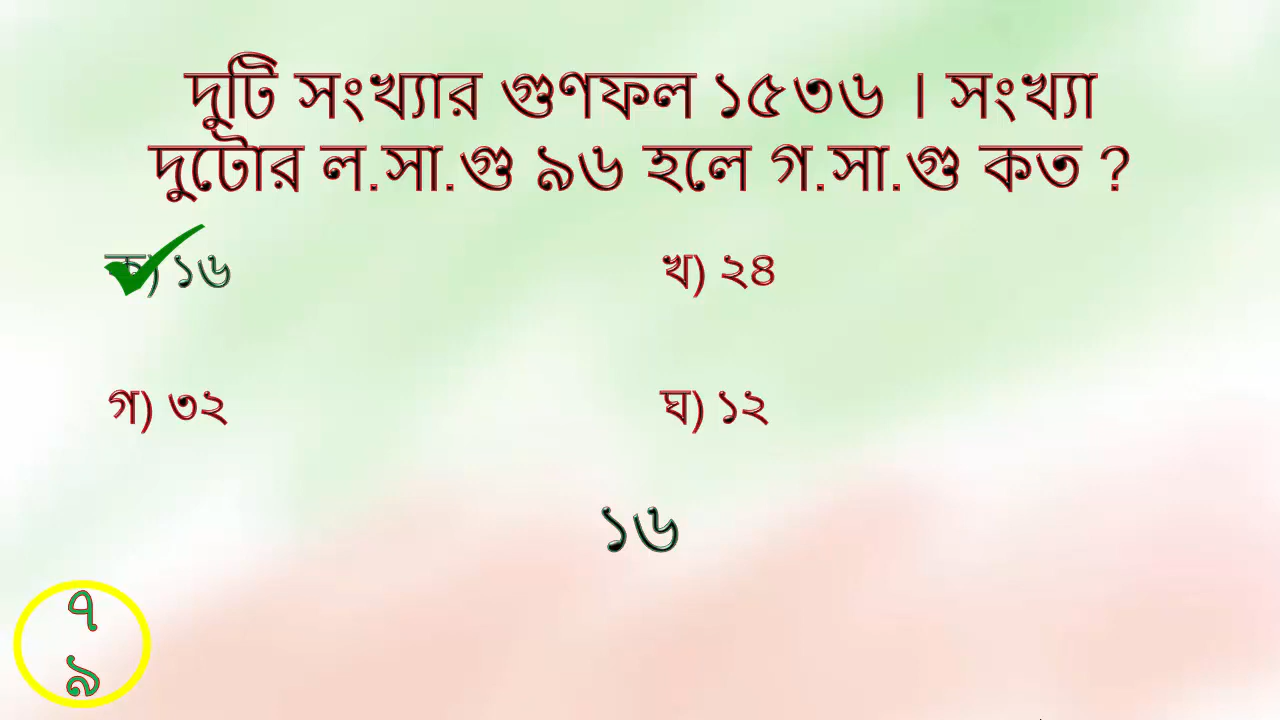 দুটি সংখ্যার গুণফল ১৫৩৬ । সংখ্যা
দুটোর ল.সা.গু ৯৬ হলে গ.সা.গু কত ?
ক) ১৬
খ) ২৪
গ) ৩২
ঘ) ১২
১৬
৭
৯